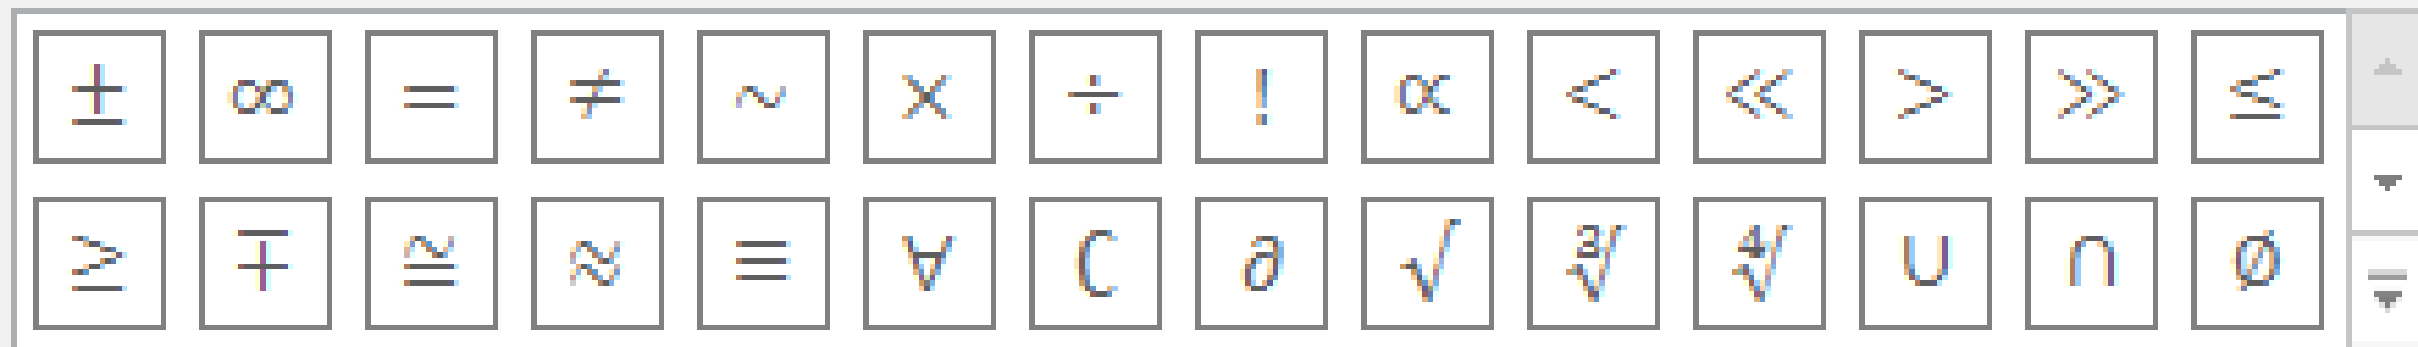 ± ∞ = ≠ ~ × ÷ ! ∝ < ≪ > ≫ ≤
≥ ∓ ≅ ≈ ≡ ∀ ∁ ∂ √ ∛ ∜ ∪ ∩ ∅